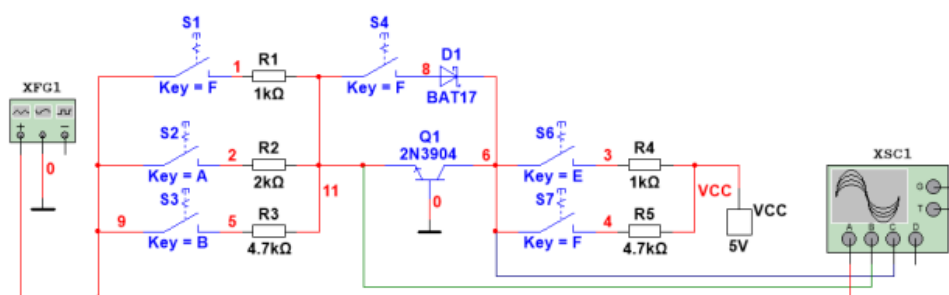 S1
S4
D1
1
R1
8
XFG1
Key = F
1kΩ
Key = F
BAT17
+
−
S2
Q1
S6
R2
2N3904
R4
XSC1
2
6
3
0
Key = A
2kΩ
Key = E
1kΩ
S3
11
0
S7
VCC
VCC
G
T
9
5
R3
4
R5
A
B
C
D
Key = B
4.7kΩ
Key = F
4.7kΩ
5V